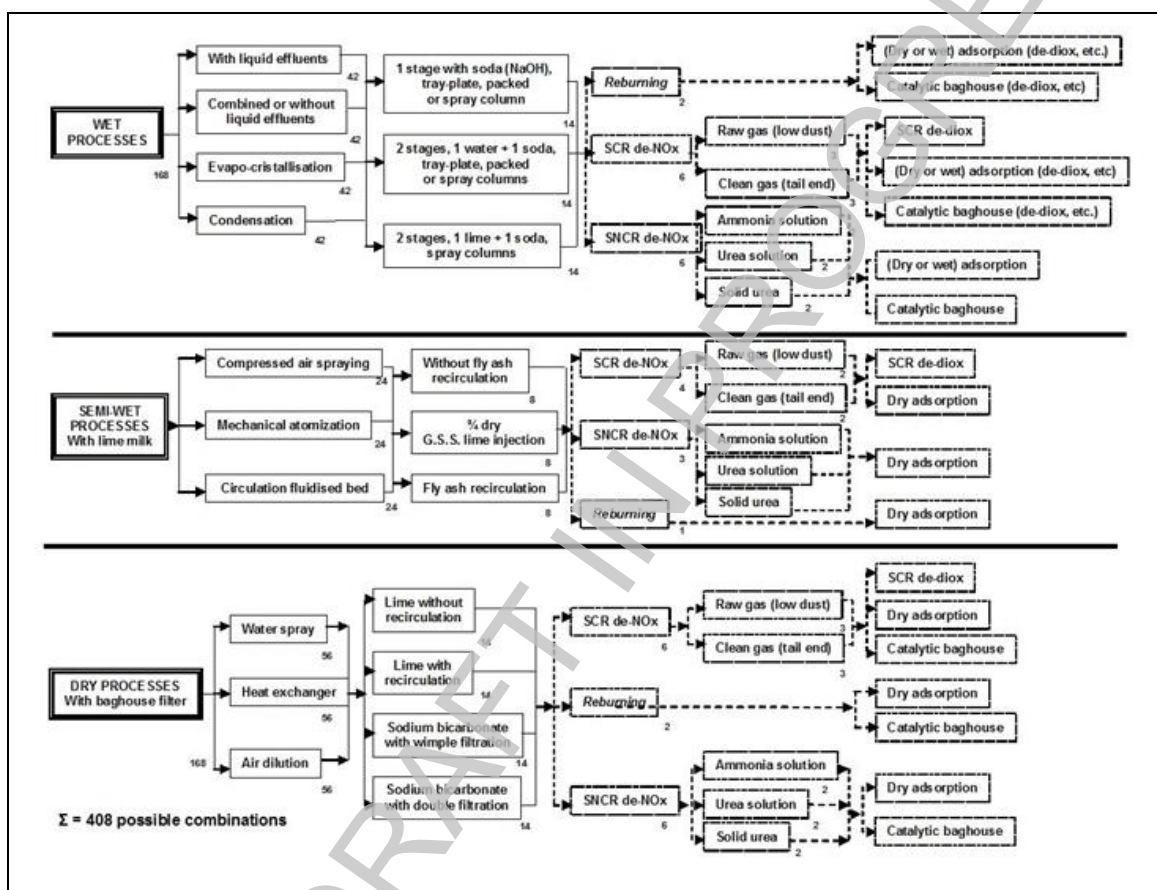 With liquid effluents
42
Combined or without
liquid effluents
42
Evapo-cristallisation
42
Condensation
42
WET
PROCESSES
168
1 stage with soda (NaOH),
tray-plate, packed
or spray column
14
2 stages, 1 water + 1 soda,
tray-plate, packed
or spray columns
14
2 stages, 1 lime + 1 soda,
spray columns
14
Reburning
2
SCR de-NOx
6
SNCR de-NOx
6
Raw gas (low dust)
3
Clean gas (tail end)
3
Ammonia solution
Urea solution
2
Solid urea
2
(Dry or wet) adsorption (de-diox, etc.)
Catalytic baghouse (de-diox, etc)
SCR de-diox
(Dry or wet) adsorption (de-diox, etc)
Catalytic baghouse (de-diox, etc.)
(Dry or wet) adsorption
Catalytic baghouse
SEMI-WET
PROCESSES
With lime milk
Compressed air spraying
24
Mechanical atomization
24
Circulation fluidised bed
24
Without fly ash
recirculation
8
¾ dry
G.S.S. lime injection
8
Fly ash recirculation
8
SCR de-NOx
4
SNCR de-NOx
3
Reburning
1
Raw gas (low dust)
2
Clean gas (tail end)
2
Ammonia solution
Urea solution
Solid urea
SCR de-diox
Dry adsorption
Dry adsorption
Dry adsorption
DRY PROCESSES
With baghouse filter
168
Water spray
56
Heat exchanger
56
Air dilution
56
Lime without
recirculation
14
Lime with
recirculation
14
Sodium bicarbonate
with wimple filtration
14
Sodium bicarbonate
with double filtration
14
SCR de-NOx
6
Reburning
2
SNCR de-NOx
6
Raw gas (low dust)
3
Clean gas (tail end)
3
Ammonia solution
2
Urea solution
2
Solid urea
2
SCR de-diox
Dry adsorption
Catalytic baghouse
Dry adsorption
Catalytic baghouse
Dry adsorption
Catalytic baghouse
Σ = 408 possible combinations
DRAFT IN PROGRE